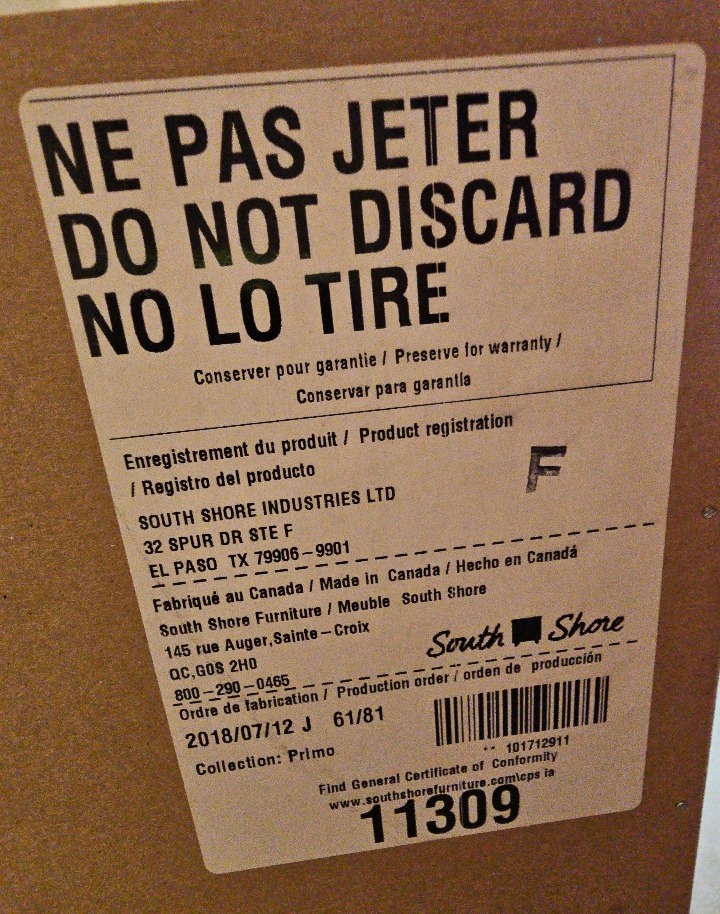 NE PAS JETER
DO NOT DISCARD
NO LO TIRE
Conserver pour garantie / Preserve for warranty /
Conservar para garantía
Enregistrement du produit / Product registration
/ Registro del producto
F
SOUTH SHORE INDUSTRIES LTD
32 SPUR DR STE F
EL PASO TX 79906-9901
Fabriqué au Canada / Made in Canada / Hecho en Canadá
South Shore Furniture / Meuble South Shore
145 rue Auger,Sainte-Croix
QC,G0S 2H0
800-290-0465
South Shore
Ordre de fabrication / Production order / orden de producción
2018/07/12 J 61/81
101712911
Collection: Primo
Find General Certificate of Conformity
www.southshorefurniture.com\cpsia
11309